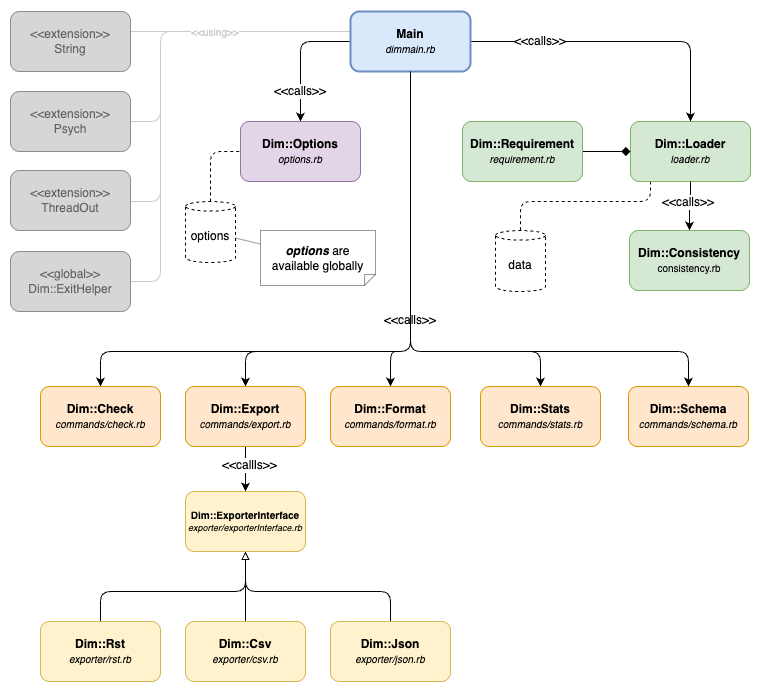 <<extension>>
String
<<using>>
Main
dimmain.rb
<<calls>>
<<calls>>
<<extension>>
Psych
Dim::Options
options.rb
Dim::Requirement
requirement.rb
Dim::Loader
loader.rb
<<extension>>
ThreadOut
<<calls>>
options
options are
available globally
data
Dim::Consistency
consistency.rb
<<global>>
Dim::ExitHelper
<<calls>>
Dim::Check
commands/check.rb
Dim::Export
commands/export.rb
Dim::Format
commands/format.rb
Dim::Stats
commands/stats.rb
Dim::Schema
commands/schema.rb
<<callls>>
Dim::ExporterInterface
exporter/exporterInterface.rb
Dim::Rst
exporter/rst.rb
Dim::Csv
exporter/csv.rb
Dim::Json
exporter/json.rb